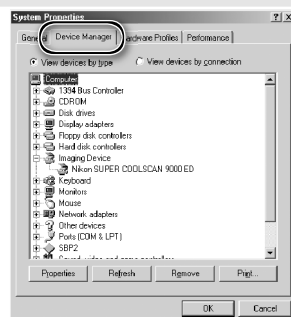 System Properties
Device Manager
Hardware Profiles
Performance
View devices by type
View devices by connection
Computer
1394 Bus Controller
CDROM
Disk drives
Display adapters
Floppy disk controllers
Hard disk controllers
Imaging Device
Nikon SUPER COOLSCAN 9000 ED
Keyboard
Monitors
Mouse
Network adapters
Other devices
Ports (COM & LPT)
SBP2
Properties
Refresh
Remove
Print...
OK
Cancel